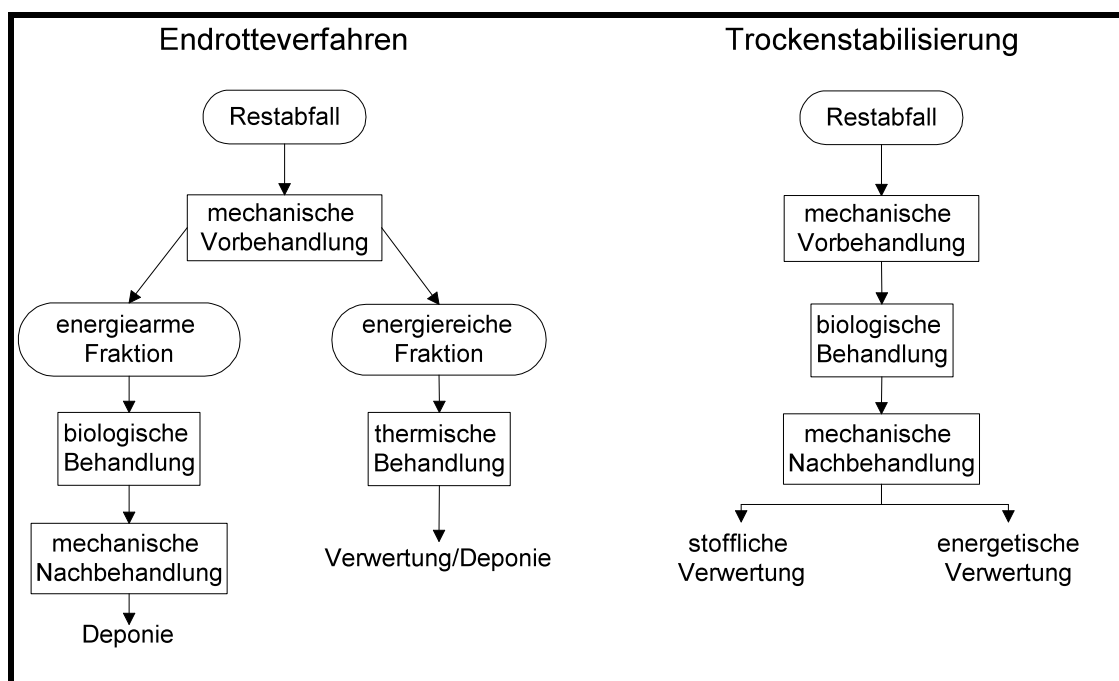 Endrotteverfahren
Restabfall
mechanische
Vorbehandlung
energiearme
Fraktion
energiereiche
Fraktion
biologische
Behandlung
thermische
Behandlung
mechanische
Nachbehandlung
Verwertung/Deponie
Deponie
Trockenstabilisierung
Restabfall
mechanische
Vorbehandlung
biologische
Behandlung
mechanische
Nachbehandlung
stoffliche
Verwertung
energetische
Verwertung